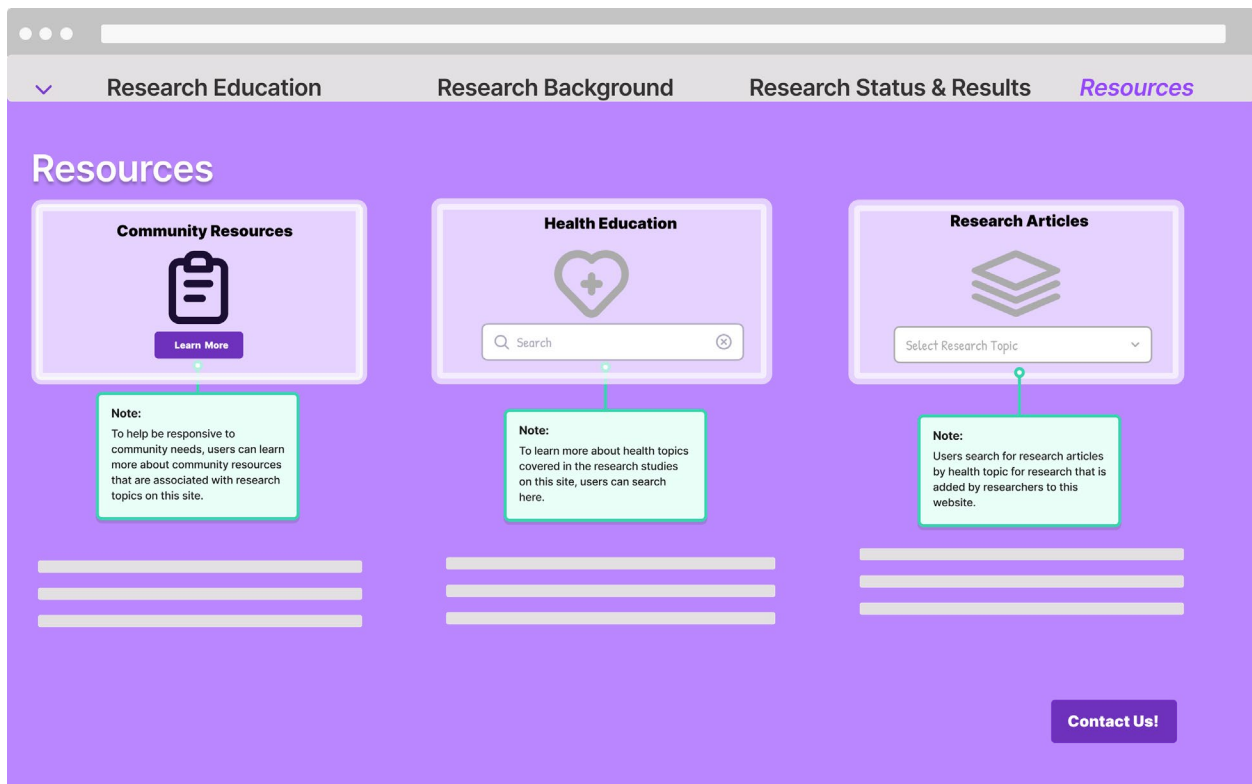 Research Education
Research Background
Research Status & Results
Resources
Resources
Community Resources
Learn More
Note:
To help be responsive to
community needs, users can learn
more about community resources
that are associated with research
topics on this site.
Health Education
Search
Note:
To learn more about health topics
covered in the research studies
on this site, users can search
here.
Research Articles
Select Research Topic
Note:
Users search for research articles
by health topic for research that is
added by researchers to this
website.
Contact Us!